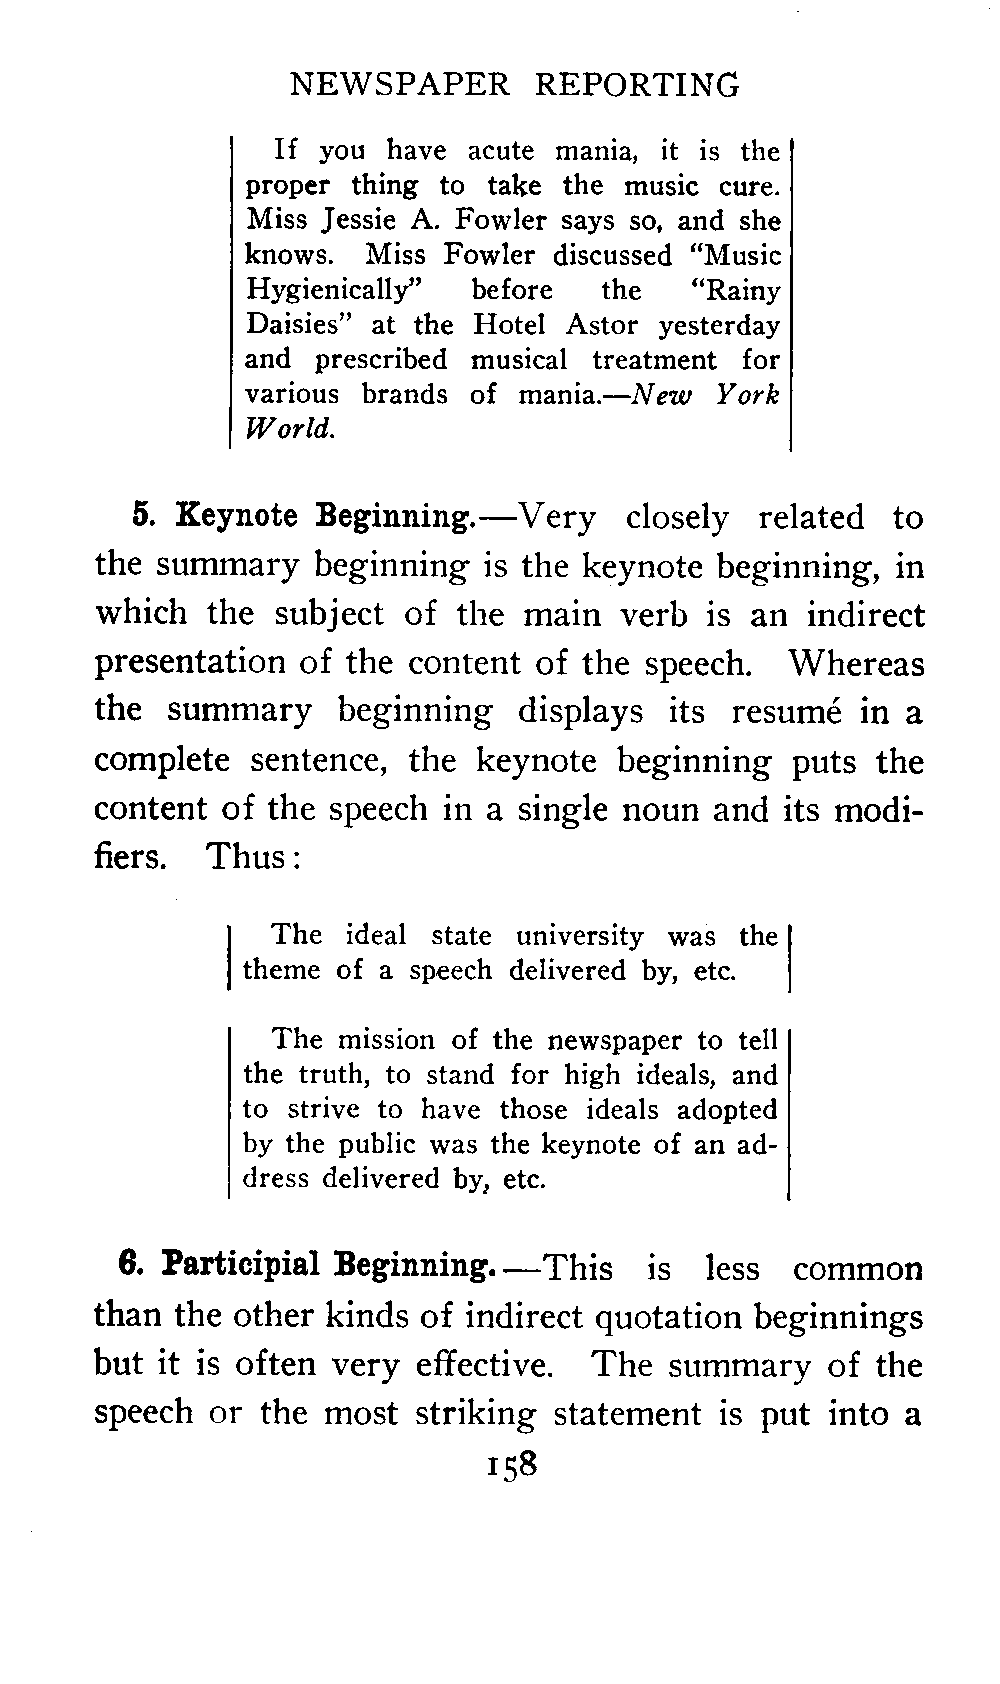 NEWSPAPER REPORTING
If you have acute mania, it is the
proper thing to take the music cure.
Miss Jessie A. Fowler says so, and she
knows. Miss Fowler discussed “Music
Hygienically” before the “Rainy
Daisies” at the Hotel Astor yesterday
and prescribed musical treatment for
various brands of mania.—New York
World.
5. Keynote Beginning.—Very closely related to
the summary beginning is the keynote beginning, in
which the subject of the main verb is an indirect
presentation of the content of the speech. Whereas
the summary beginning displays its resumé in a
complete sentence, the keynote beginning puts the
content of the speech in a single noun and its modi-
fiers. Thus:
The ideal state university was the
theme of a speech delivered by, etc.
The mission of the newspaper to tell
the truth, to stand for high ideals, and
to strive to have those ideals adopted
by the public was the keynote of an ad-
dress delivered by, etc.
6. Participial Beginning.—This is less common
than the other kinds of indirect quotation beginnings
but it is often very effective. The summary of the
speech or the most striking statement is put into a
158